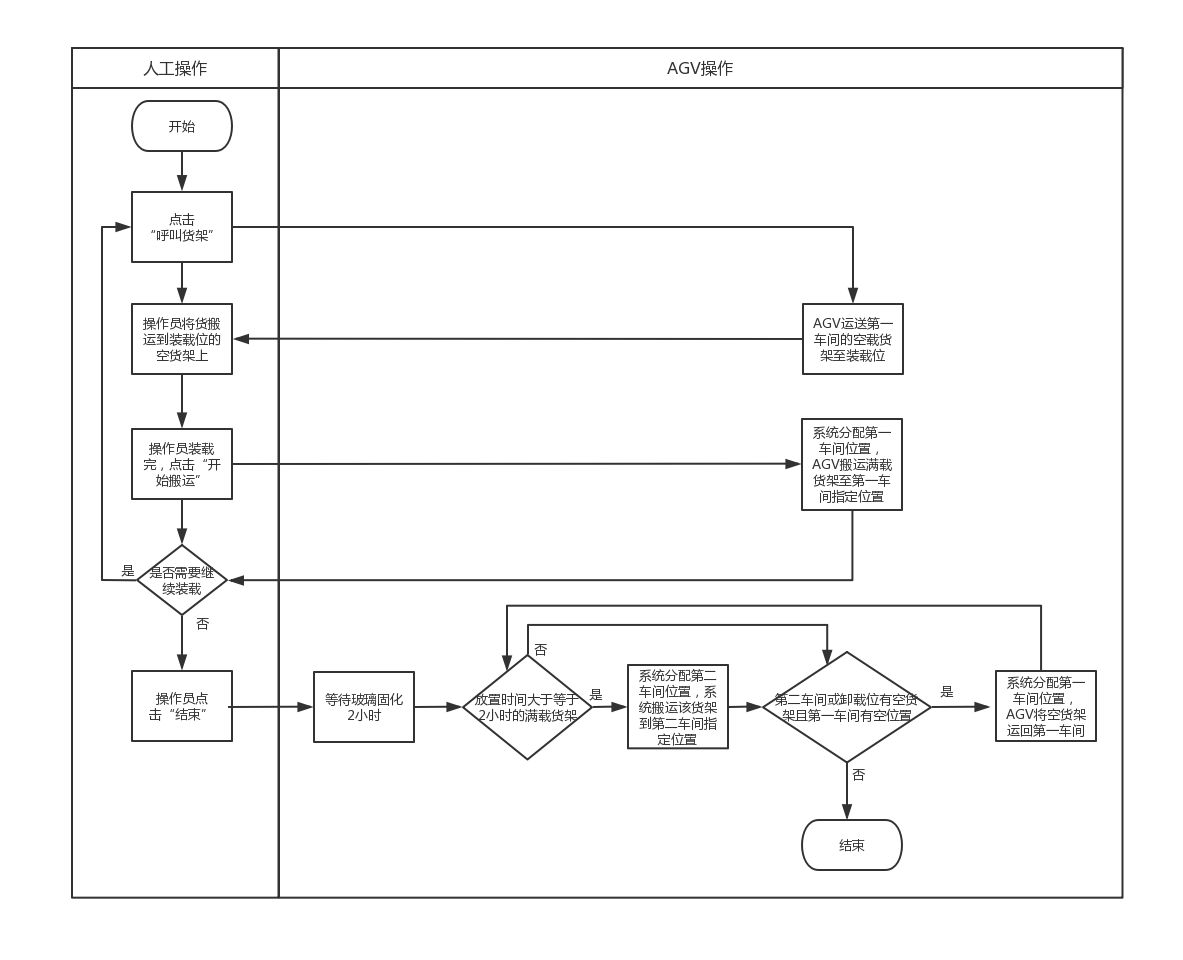 人工操作
AGV操作
开始
点击
“呼叫货架”
操作员将货搬
运到装载位的
空货架上
AGV运送第一
车间的空载货
架至装载位
操作员装载
完，点击“开
始搬运”
系统分配第一
车间位置，
AGV搬运满载
货架至第一车
间指定位置
是
是否需要继
续装载
否
操作员点
击“结束”
等待玻璃固化
2小时
否
放置时间大于等于
2小时的满载货架
是
系统分配第二
车间位置，系
统搬运该货架
到第二车间指
定位置
第二车间或卸载位有空货
架且第一车间有空位置
是
系统分配第一
车间位置，
AGV将空货架
运回第一车间
否
结束